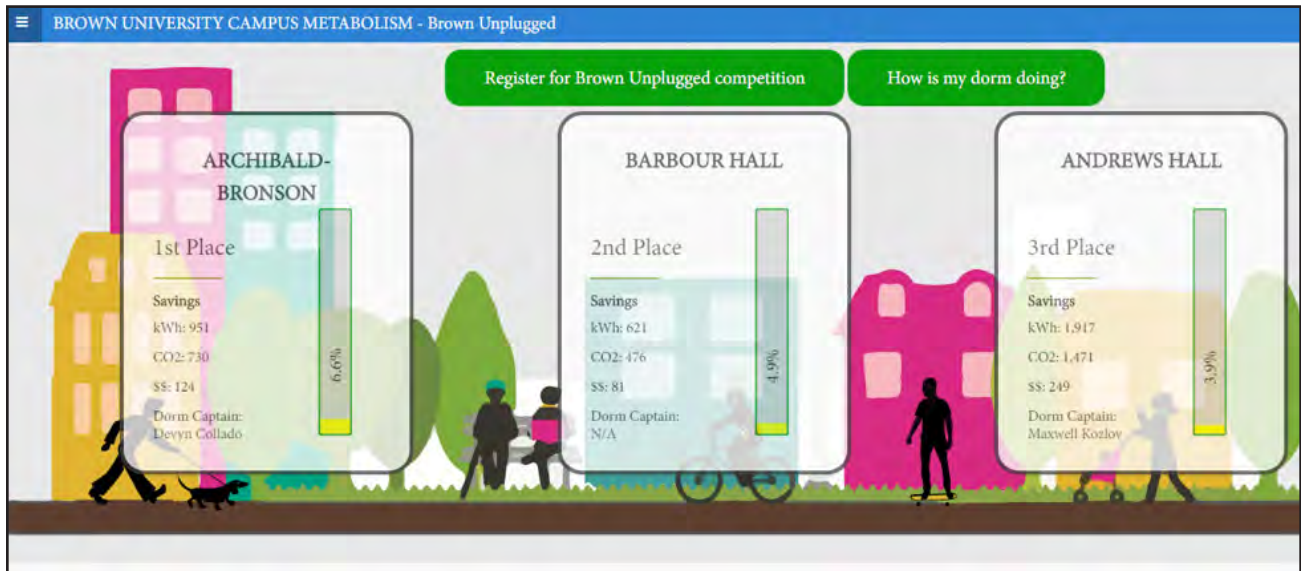 ≡ BROWN UNIVERSITY CAMPUS METABOLISM - Brown Unplugged
Register for Brown Unplugged competition
How is my dorm doing?
ARCHIBALD-
BRONSON
1st Place
Savings
kWh: 951
CO2: 730
$$: 124
Dorm Captain:
Devyn Collado
6.6%
BARBOUR HALL
2nd Place
Savings
kWh: 621
CO2: 476
$$: 81
Dorm Captain:
N/A
4.9%
ANDREWS HALL
3rd Place
Savings
kWh: 1,917
CO2: 1,471
$$: 249
Dorm Captain:
Maxwell Kozlov
3.9%